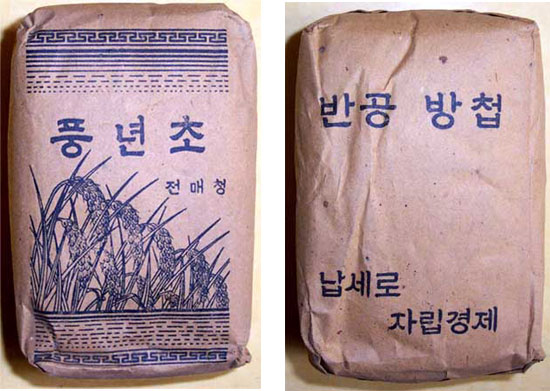 풍년초
전매청
반공 방첩
납세로
자립경제